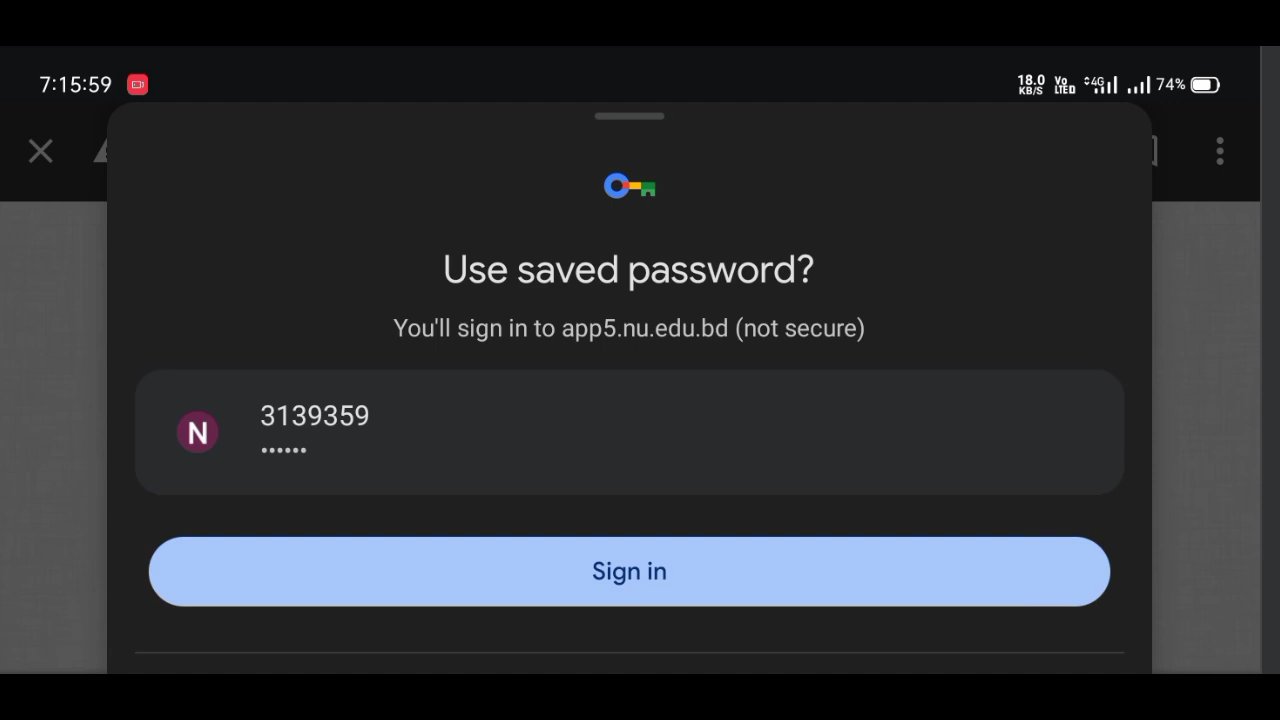 7:15:59
18.0 KB/S Vo LTED 4G 74%
Use saved password?
You'll sign in to app5.nu.edu.bd (not secure)
N
3139359
••••••
Sign in